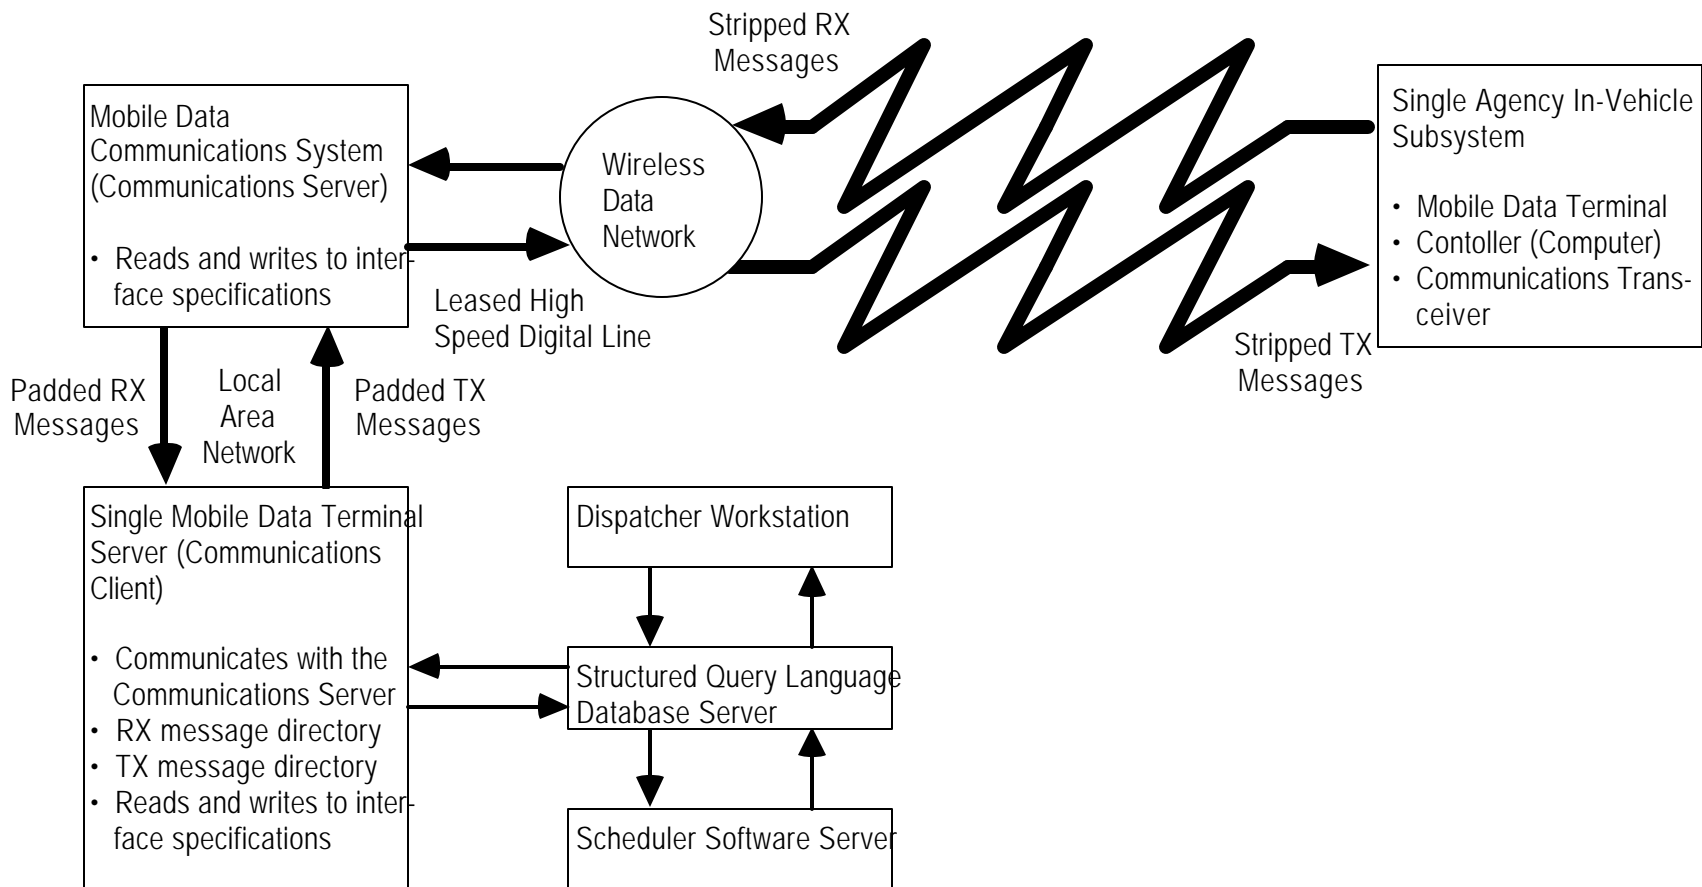 Stripped RX
Messages
Mobile Data
Communications System
(Communications Server)
• Reads and writes to inter-
face specifications
Wireless
Data
Network
Single Agency In-Vehicle
Subsystem
• Mobile Data Terminal
• Contoller (Computer)
• Communications Trans-
ceiver
Leased High
Speed Digital Line
Stripped TX
Messages
Padded RX
Messages
Local
Area
Network
Padded TX
Messages
Single Mobile Data Terminal
Server (Communications
Client)
• Communicates with the
Communications Server
• RX message directory
• TX message directory
• Reads and writes to inter-
face specifications
Dispatcher Workstation
Structured Query Language
Database Server
Scheduler Software Server